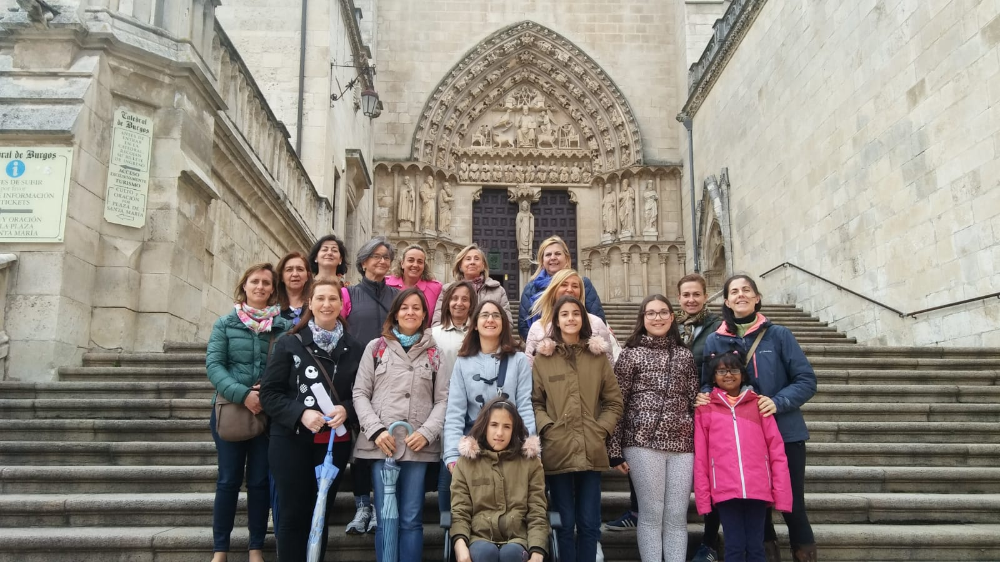 Catedral
de Burgos
ANTES DE
ENTRAR
EN LA
CATEDRAL,
RECOJAN
SU BILLETE
DE INGRESO
ACCESO
EXCLUSIVAMENTE
TURISMO
CULTO Y
ORACIÓN
POR
PLAZA DE
SANTA MARÍA
ral de Burgos
i
ES DE SUBIR
por favor
E INFORMACIÓN
TICKETS
Y ORACIÓN
LA PLAZA
NTA MARÍA
Columbia